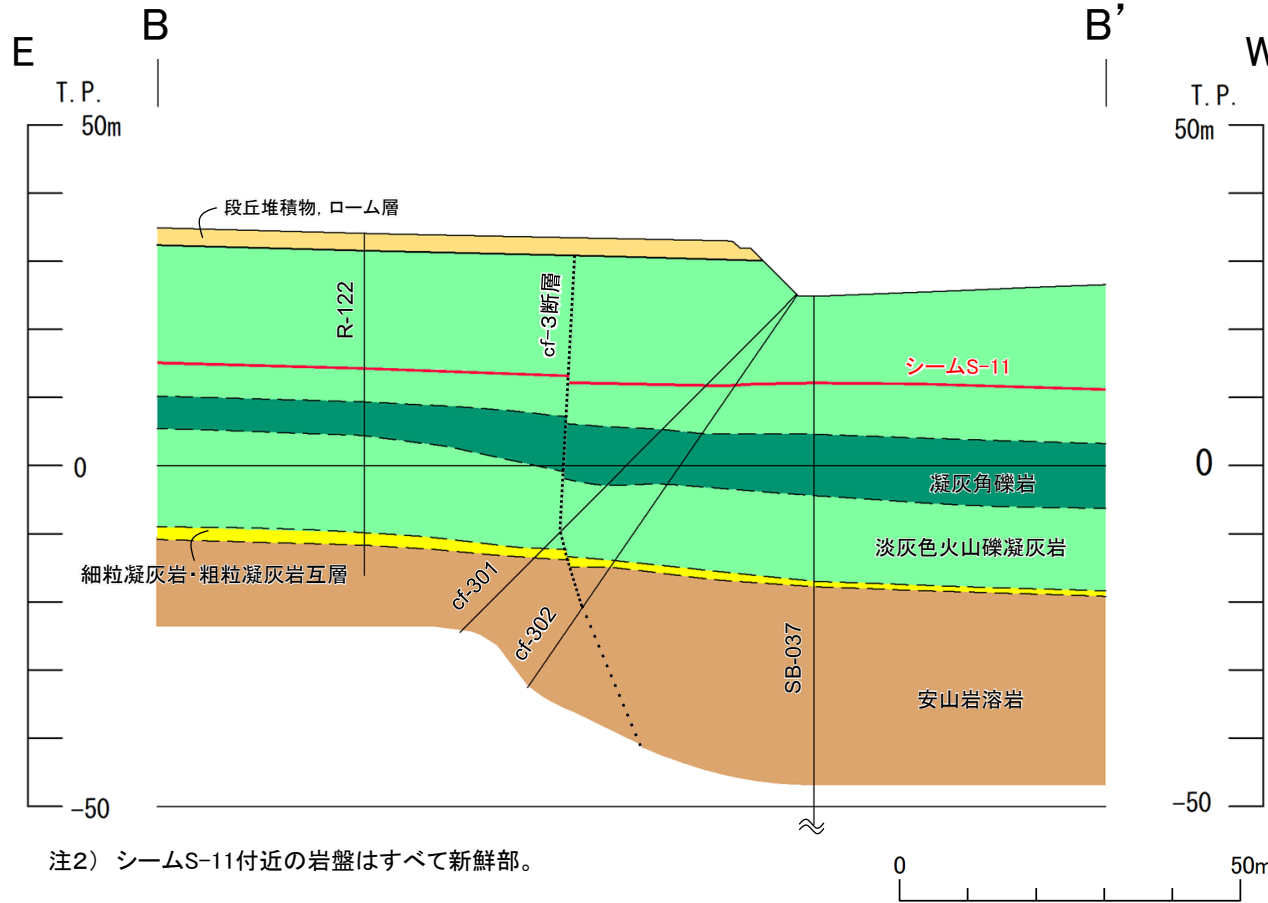 B
B’
E
W
T.P.
T.P.
50m
50m
段丘堆積物, ローム層
R-122
cf-3断層
シームS-11
0
0
凝灰角礫岩
淡灰色火山礫凝灰岩
細粒凝灰岩・粗粒凝灰岩互層
cf-301
cf-302
SB-037
安山岩溶岩
-50
-50
注2） シームS-11付近の岩盤はすべて新鮮部。
0
50m